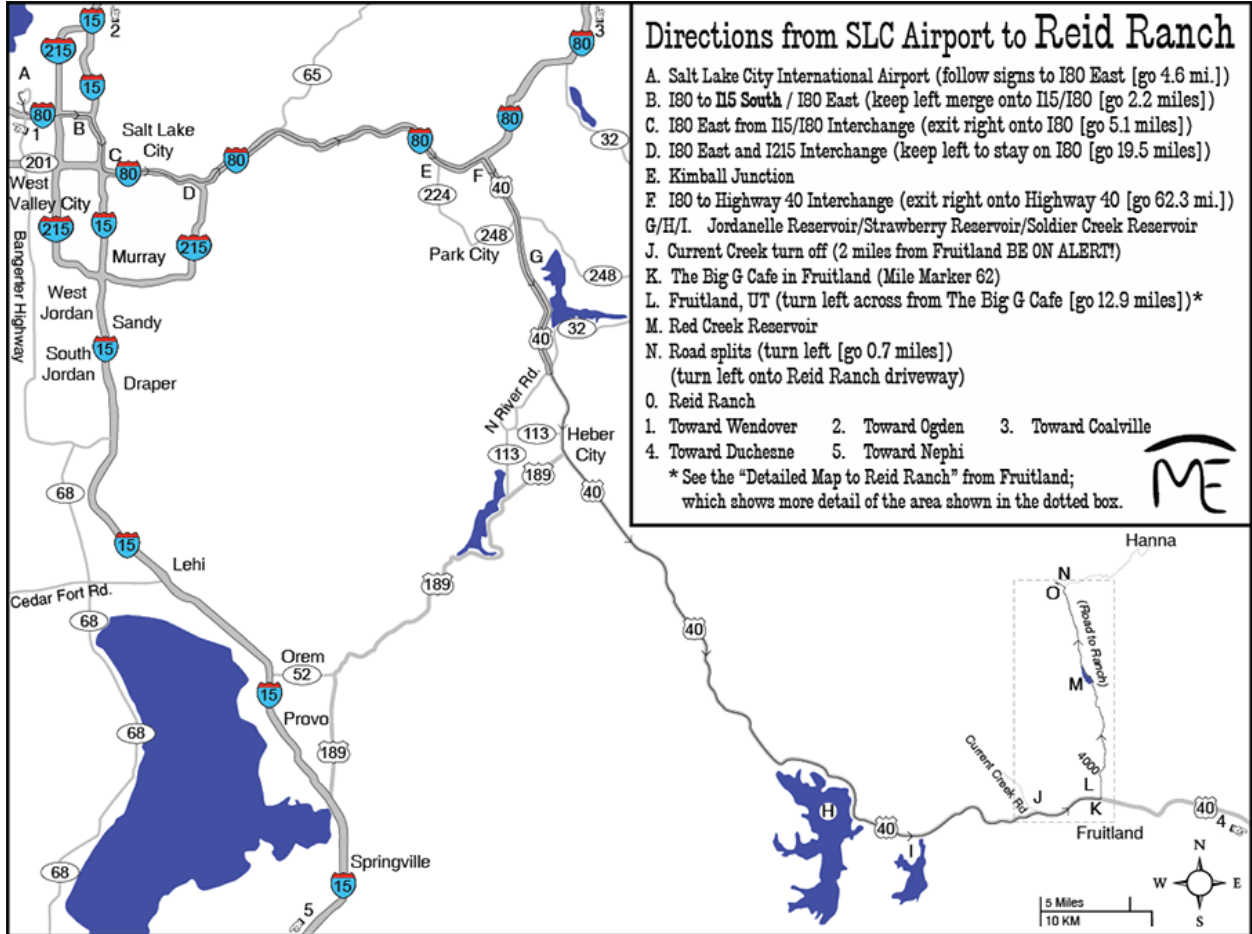 Directions from SLC Airport to Reid Ranch
A. Salt Lake City International Airport (follow signs to I80 East [go 4.6 mi.])
B. I80 to I15 South / I80 East (keep left merge onto I15/I80 [go 2.2 miles])
C. I80 East from I15/I80 Interchange (exit right onto I80 [go 5.1 miles])
D. I80 East and I215 Interchange (keep left to stay on I80 [go 19.5 miles])
E. Kimball Junction
F. I80 to Highway 40 Interchange (exit right onto Highway 40 [go 62.3 mi.])
G/H/I. Jordanelle Reservoir/Strawberry Reservoir/Soldier Creek Reservoir
J. Current Creek turn off (2 miles from Fruitland BE ON ALERT!)
K. The Big G Cafe in Fruitland (Mile Marker 62)
L. Fruitland, UT (turn left across from The Big G Cafe [go 12.9 miles])*
M. Red Creek Reservoir
N. Road splits (turn left [go 0.7 miles])
(turn left onto Reid Ranch driveway)
O. Reid Ranch
1. Toward Wendover 2. Toward Ogden 3. Toward Coalville
4. Toward Duchesne 5. Toward Nephi
* See the "Detailed Map to Reid Ranch" from Fruitland;
which shows more detail of the area shown in the dotted box.
ME
15
2
215
15
A
80
1
B
201
Salt Lake
City
C
80
D
80
65
80
E
F
224
80
80
3
32
40
248
Park City
G
248
32
40
West
Valley City
215
15
215
Murray
Bangerter Highway
West
Jordan
Sandy
15
South
Jordan
Draper
68
15
Lehi
Cedar Fort Rd.
68
N River Rd.
113
113
189
Heber
City
40
189
Orem
52
15
Provo
189
68
68
Springville
15
5
40
H
40
I
Hanna
N
O
(Road to Ranch)
M
4000
Current Creek Rd
J
L
K
Fruitland
40
4
N
W E
S
5 Miles
10 KM